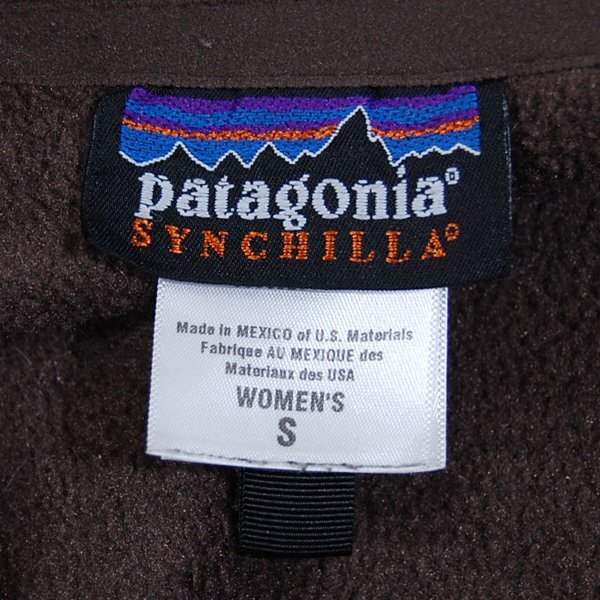 patagonia®
SYNCHILLA®
Made in MEXICO of U.S. Materials
Fabrique AU MEXIQUE des
Materiaux des USA
WOMEN'S
S